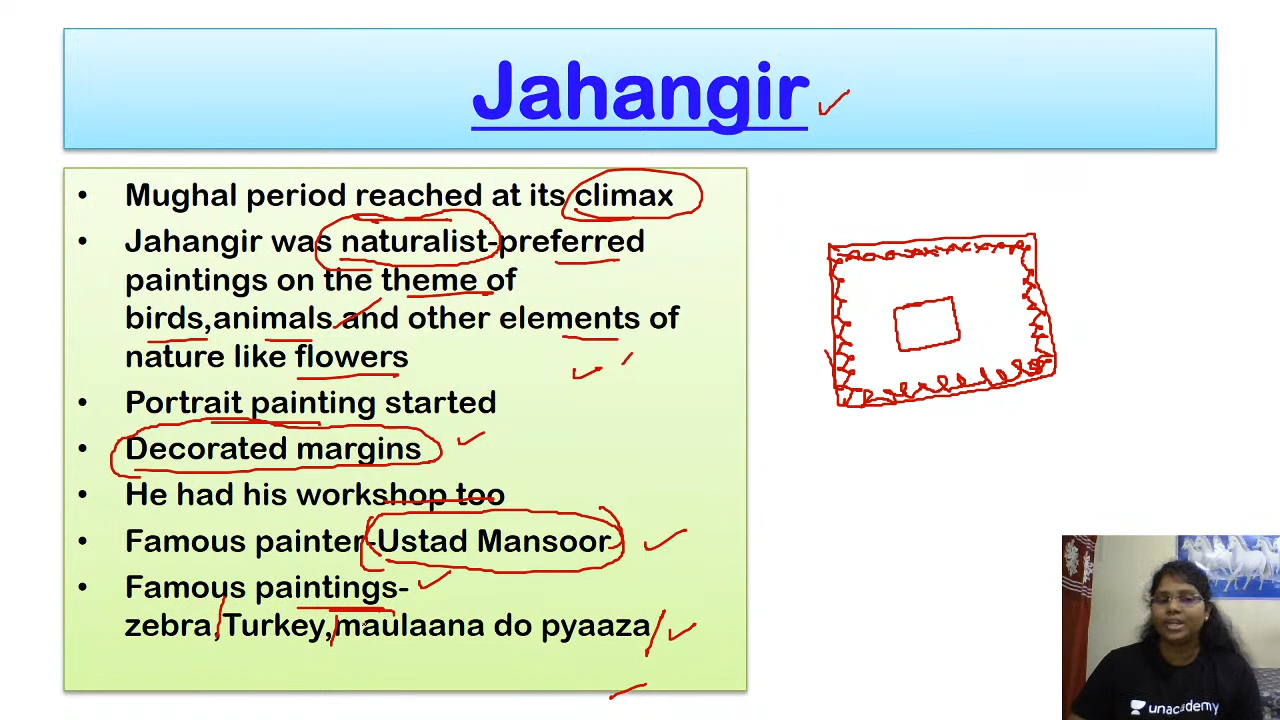 Jahangir
• Mughal period reached at its climax
• Jahangir was naturalist-preferred
paintings on the theme of
birds,animals and other elements of
nature like flowers
• Portrait painting started
• Decorated margins
• He had his workshop too
• Famous painter-Ustad Mansoor
• Famous paintings-
zebra,Turkey,maulaana do pyaaza
unacademy